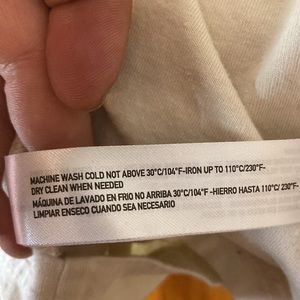 MACHINE WASH COLD NOT ABOVE 30°C/104°F-IRON UP TO 110°C/230°F-
DRY CLEAN WHEN NEEDED
MÁQUINA DE LAVADO EN FRIO NO ARRIBA 30°C/104°F -HIERRO HASTA 110°C/ 230°F-
LIMPIAR ENSECO CUANDO SEA NECESARIO